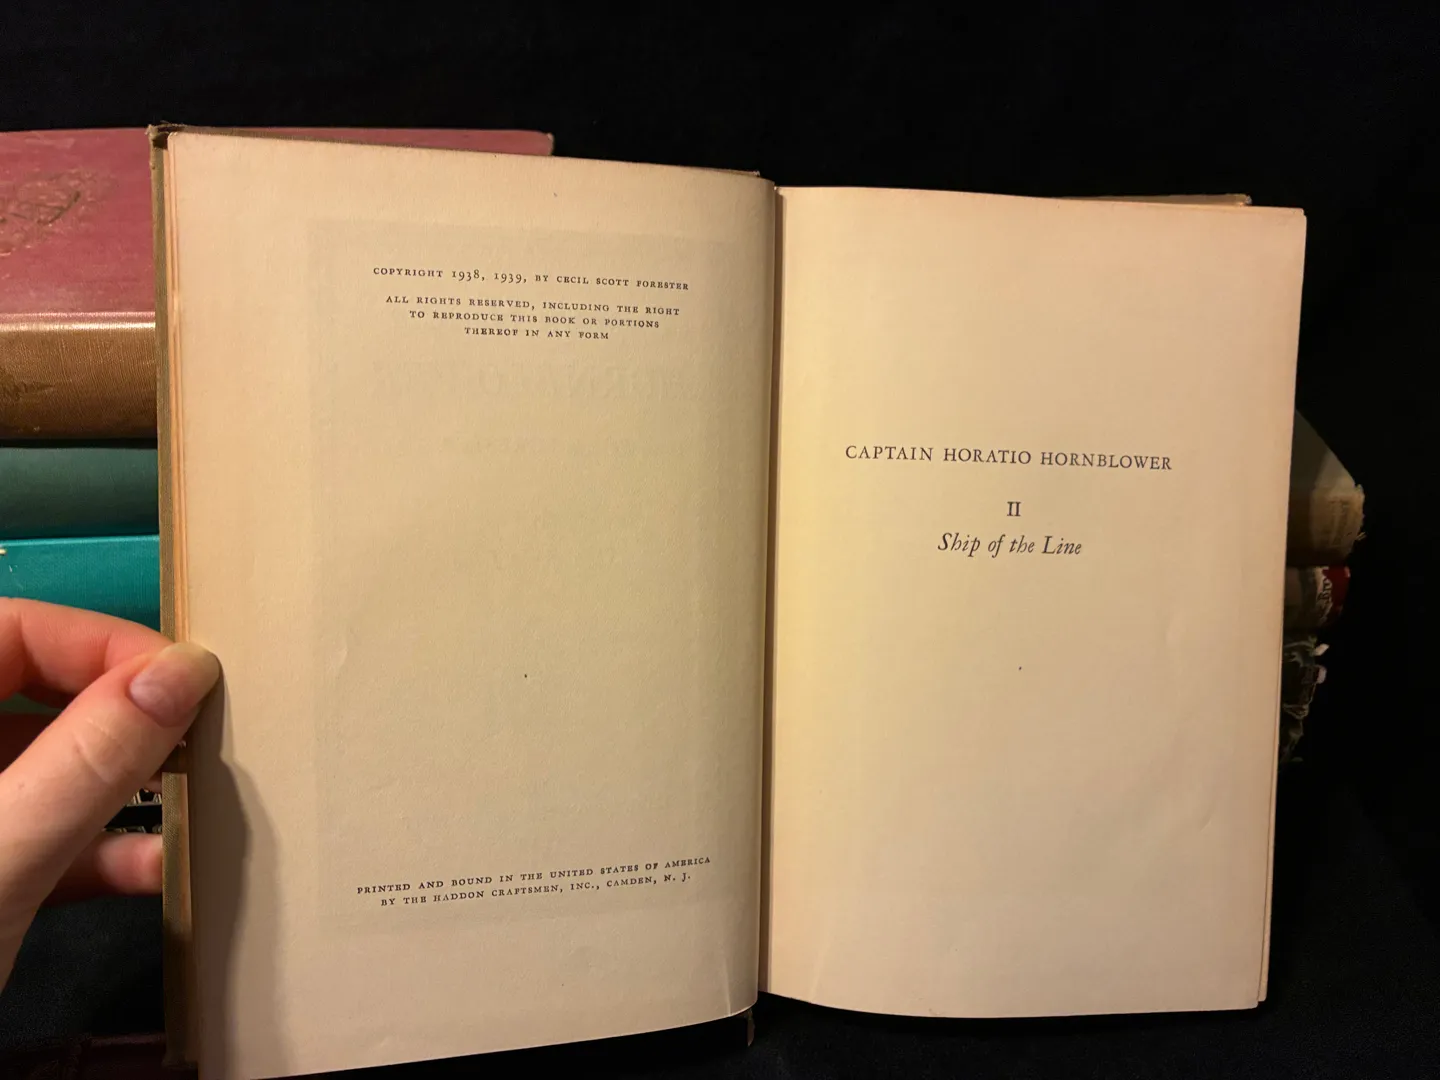 COPYRIGHT 1938, 1939, BY CECIL SCOTT FORESTER
ALL RIGHTS RESERVED, INCLUDING THE RIGHT
TO REPRODUCE THIS BOOK OR PORTIONS
THEREOF IN ANY FORM
PRINTED AND BOUND IN THE UNITED STATES OF AMERICA
BY THE HADDON CRAFTSMEN, INC., CAMDEN, N. J.
CAPTAIN HORATIO HORNBLOWER
II
Ship of the Line